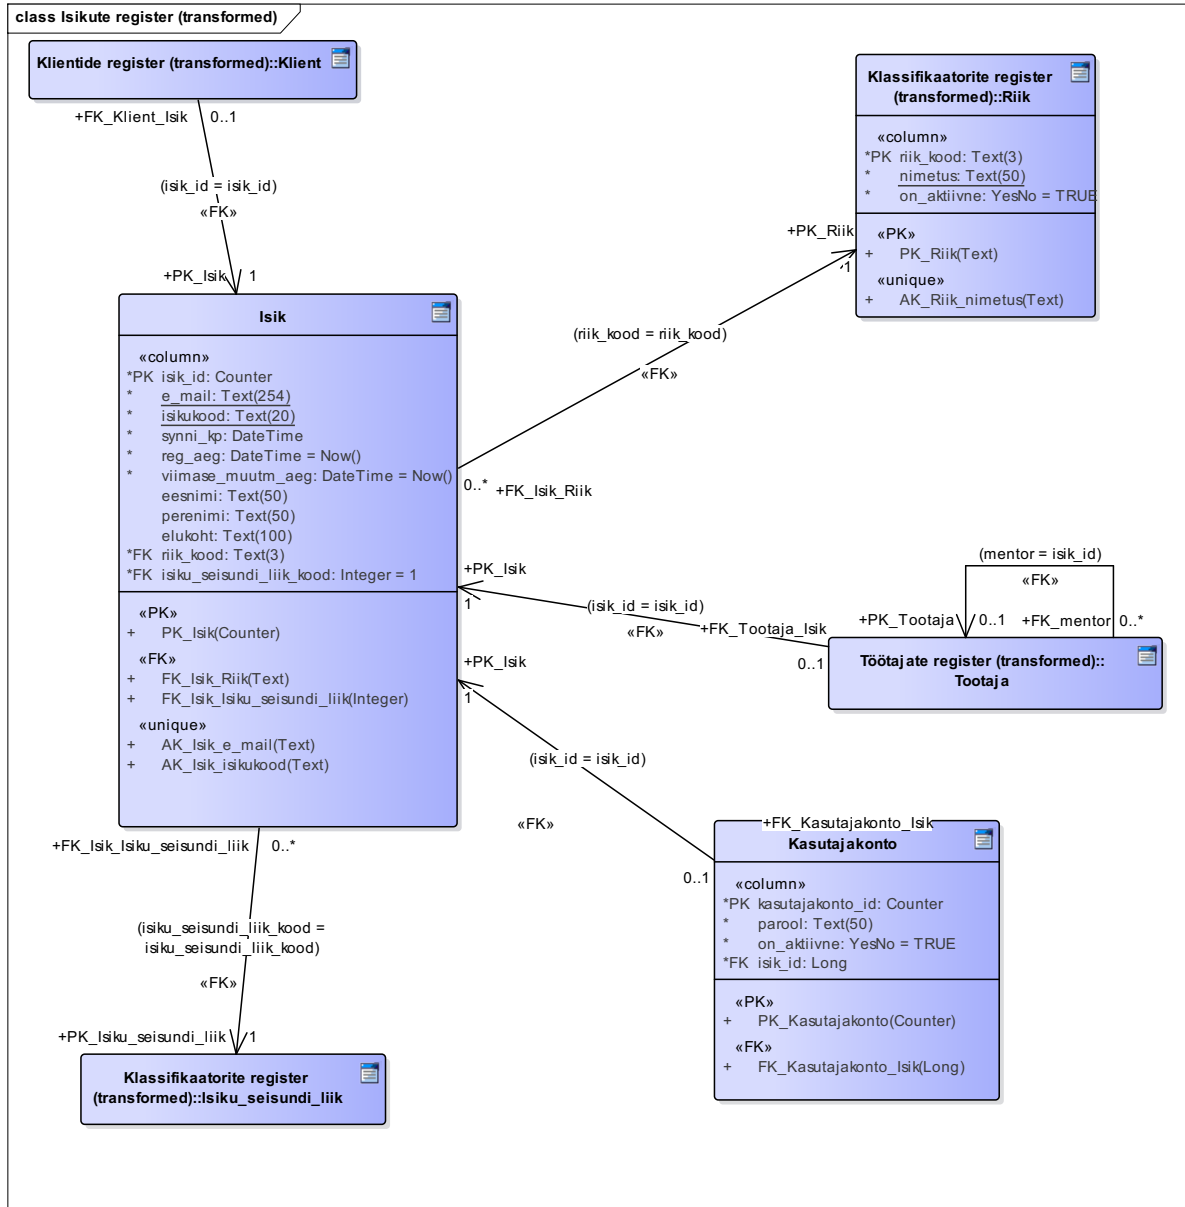 class Isikute register (transformed)
Klientide register (transformed)::Klient
+FK_Klient_Isik 0..1
(isik_id = isik_id)
«FK»
+PK_Isik 1
Klassifikaatorite register
(transformed)::Riik
«column»
*PK riik_kood: Text(3)
* nimetus: Text(50)
* on_aktiivne: YesNo = TRUE
«PK»
+ PK_Riik(Text)
«unique»
+ AK_Riik_nimetus(Text)
+PK_Riik
1
(riik_kood = riik_kood)
«FK»
0..* +FK_Isik_Riik
Isik
«column»
*PK isik_id: Counter
* e_mail: Text(254)
* isikukood: Text(20)
* synni_kp: DateTime
* reg_aeg: DateTime = Now()
* viimase_muutm_aeg: DateTime = Now()
eesnimi: Text(50)
perenimi: Text(50)
elukoht: Text(100)
*FK riik_kood: Text(3)
*FK isiku_seisundi_liik_kood: Integer = 1
«PK»
+ PK_Isik(Counter)
«FK»
+ FK_Isik_Riik(Text)
+ FK_Isik_Isiku_seisundi_liik(Integer)
«unique»
+ AK_Isik_e_mail(Text)
+ AK_Isik_isikukood(Text)
+PK_Isik
1
(isik_id = isik_id)
«FK»
+FK_Tootaja_Isik
0..1
(mentor = isik_id)
«FK»
+PK_Tootaja 0..1
+FK_mentor 0..*
Töötajate register (transformed)::
Tootaja
+PK_Isik
1
(isik_id = isik_id)
«FK»
+FK_Kasutajakonto_Isik
0..1
Kasutajakonto
«column»
*PK kasutajakonto_id: Counter
* parool: Text(50)
* on_aktiivne: YesNo = TRUE
*FK isik_id: Long
«PK»
+ PK_Kasutajakonto(Counter)
«FK»
+ FK_Kasutajakonto_Isik(Long)
+FK_Isik_Isiku_seisundi_liik 0..*
(isiku_seisundi_liik_kood =
isiku_seisundi_liik_kood)
«FK»
+PK_Isiku_seisundi_liik 1
Klassifikaatorite register
(transformed)::Isiku_seisundi_liik